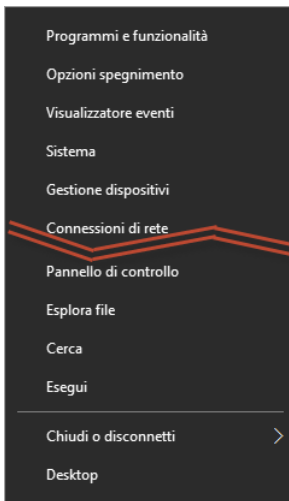 Programmi e funzionalità
Opzioni spegnimento
Visualizzatore eventi
Sistema
Gestione dispositivi
Connessioni di rete
Pannello di controllo
Esplora file
Cerca
Esegui
Chiudi o disconnetti
Desktop